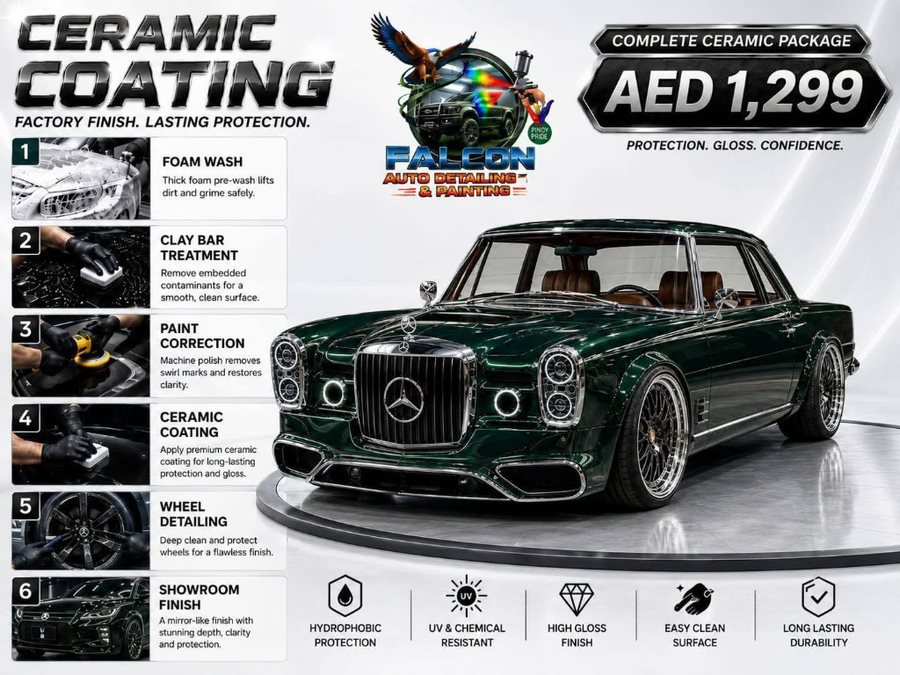 CERAMIC
COATING
FACTORY FINISH. LASTING PROTECTION.
PINOY
PRIDE
FALCON
AUTO DETAILING
& PAINTING
COMPLETE CERAMIC PACKAGE
AED 1,299
PROTECTION. GLOSS. CONFIDENCE.
1
FOAM WASH
Thick foam pre-wash lifts
dirt and grime safely.
2
CLAY BAR
TREATMENT
Remove embedded
contaminants for a
smooth, clean surface.
3
PAINT
CORRECTION
Machine polish removes
swirl marks and restores
clarity.
4
CERAMIC
COATING
Apply premium ceramic
coating for long-lasting
protection and gloss.
5
WHEEL
DETAILING
Deep clean and protect
wheels for a flawless finish.
6
SHOWROOM
FINISH
A mirror-like finish with
stunning depth, clarity
and protection.
HYDROPHOBIC
PROTECTION
UV
UV & CHEMICAL
RESISTANT
HIGH GLOSS
FINISH
EASY CLEAN
SURFACE
LONG LASTING
DURABILITY